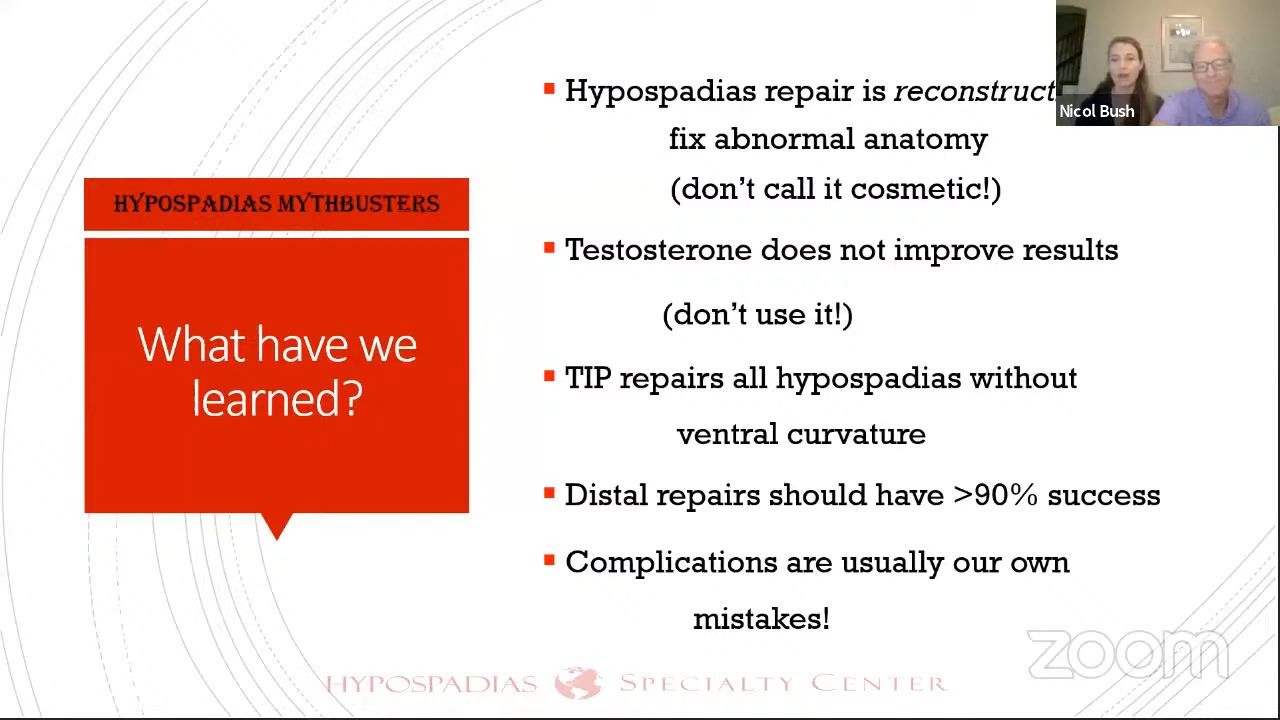 Hypospadias repair is reconstruct
Nicol Bush
fix abnormal anatomy
(don't call it cosmetic!)
HYPOSPADIAS MYTHBUSTERS
Testosterone does not improve results
(don't use it!)
What have we
learned?
TIP repairs all hypospadias without
ventral curvature
Distal repairs should have >90% success
Complications are usually our own
mistakes!
zoom
HYPOSPADIAS SPECIALTY CENTER